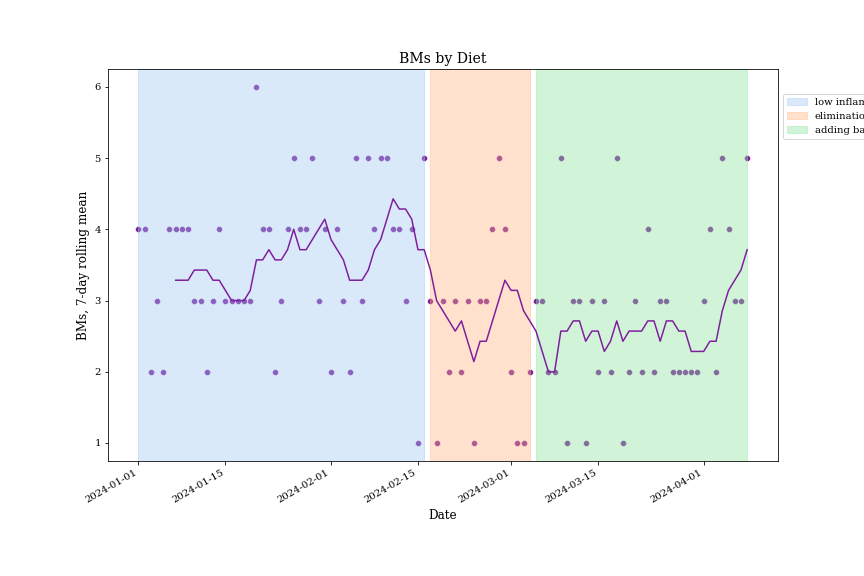 BMs by Diet
BMs, 7-day rolling mean
6
5
4
3
2
1
2024-01-01
2024-01-15
2024-02-01
2024-02-15
2024-03-01
2024-03-15
2024-04-01
Date
low inflam
eliminatio
adding ba